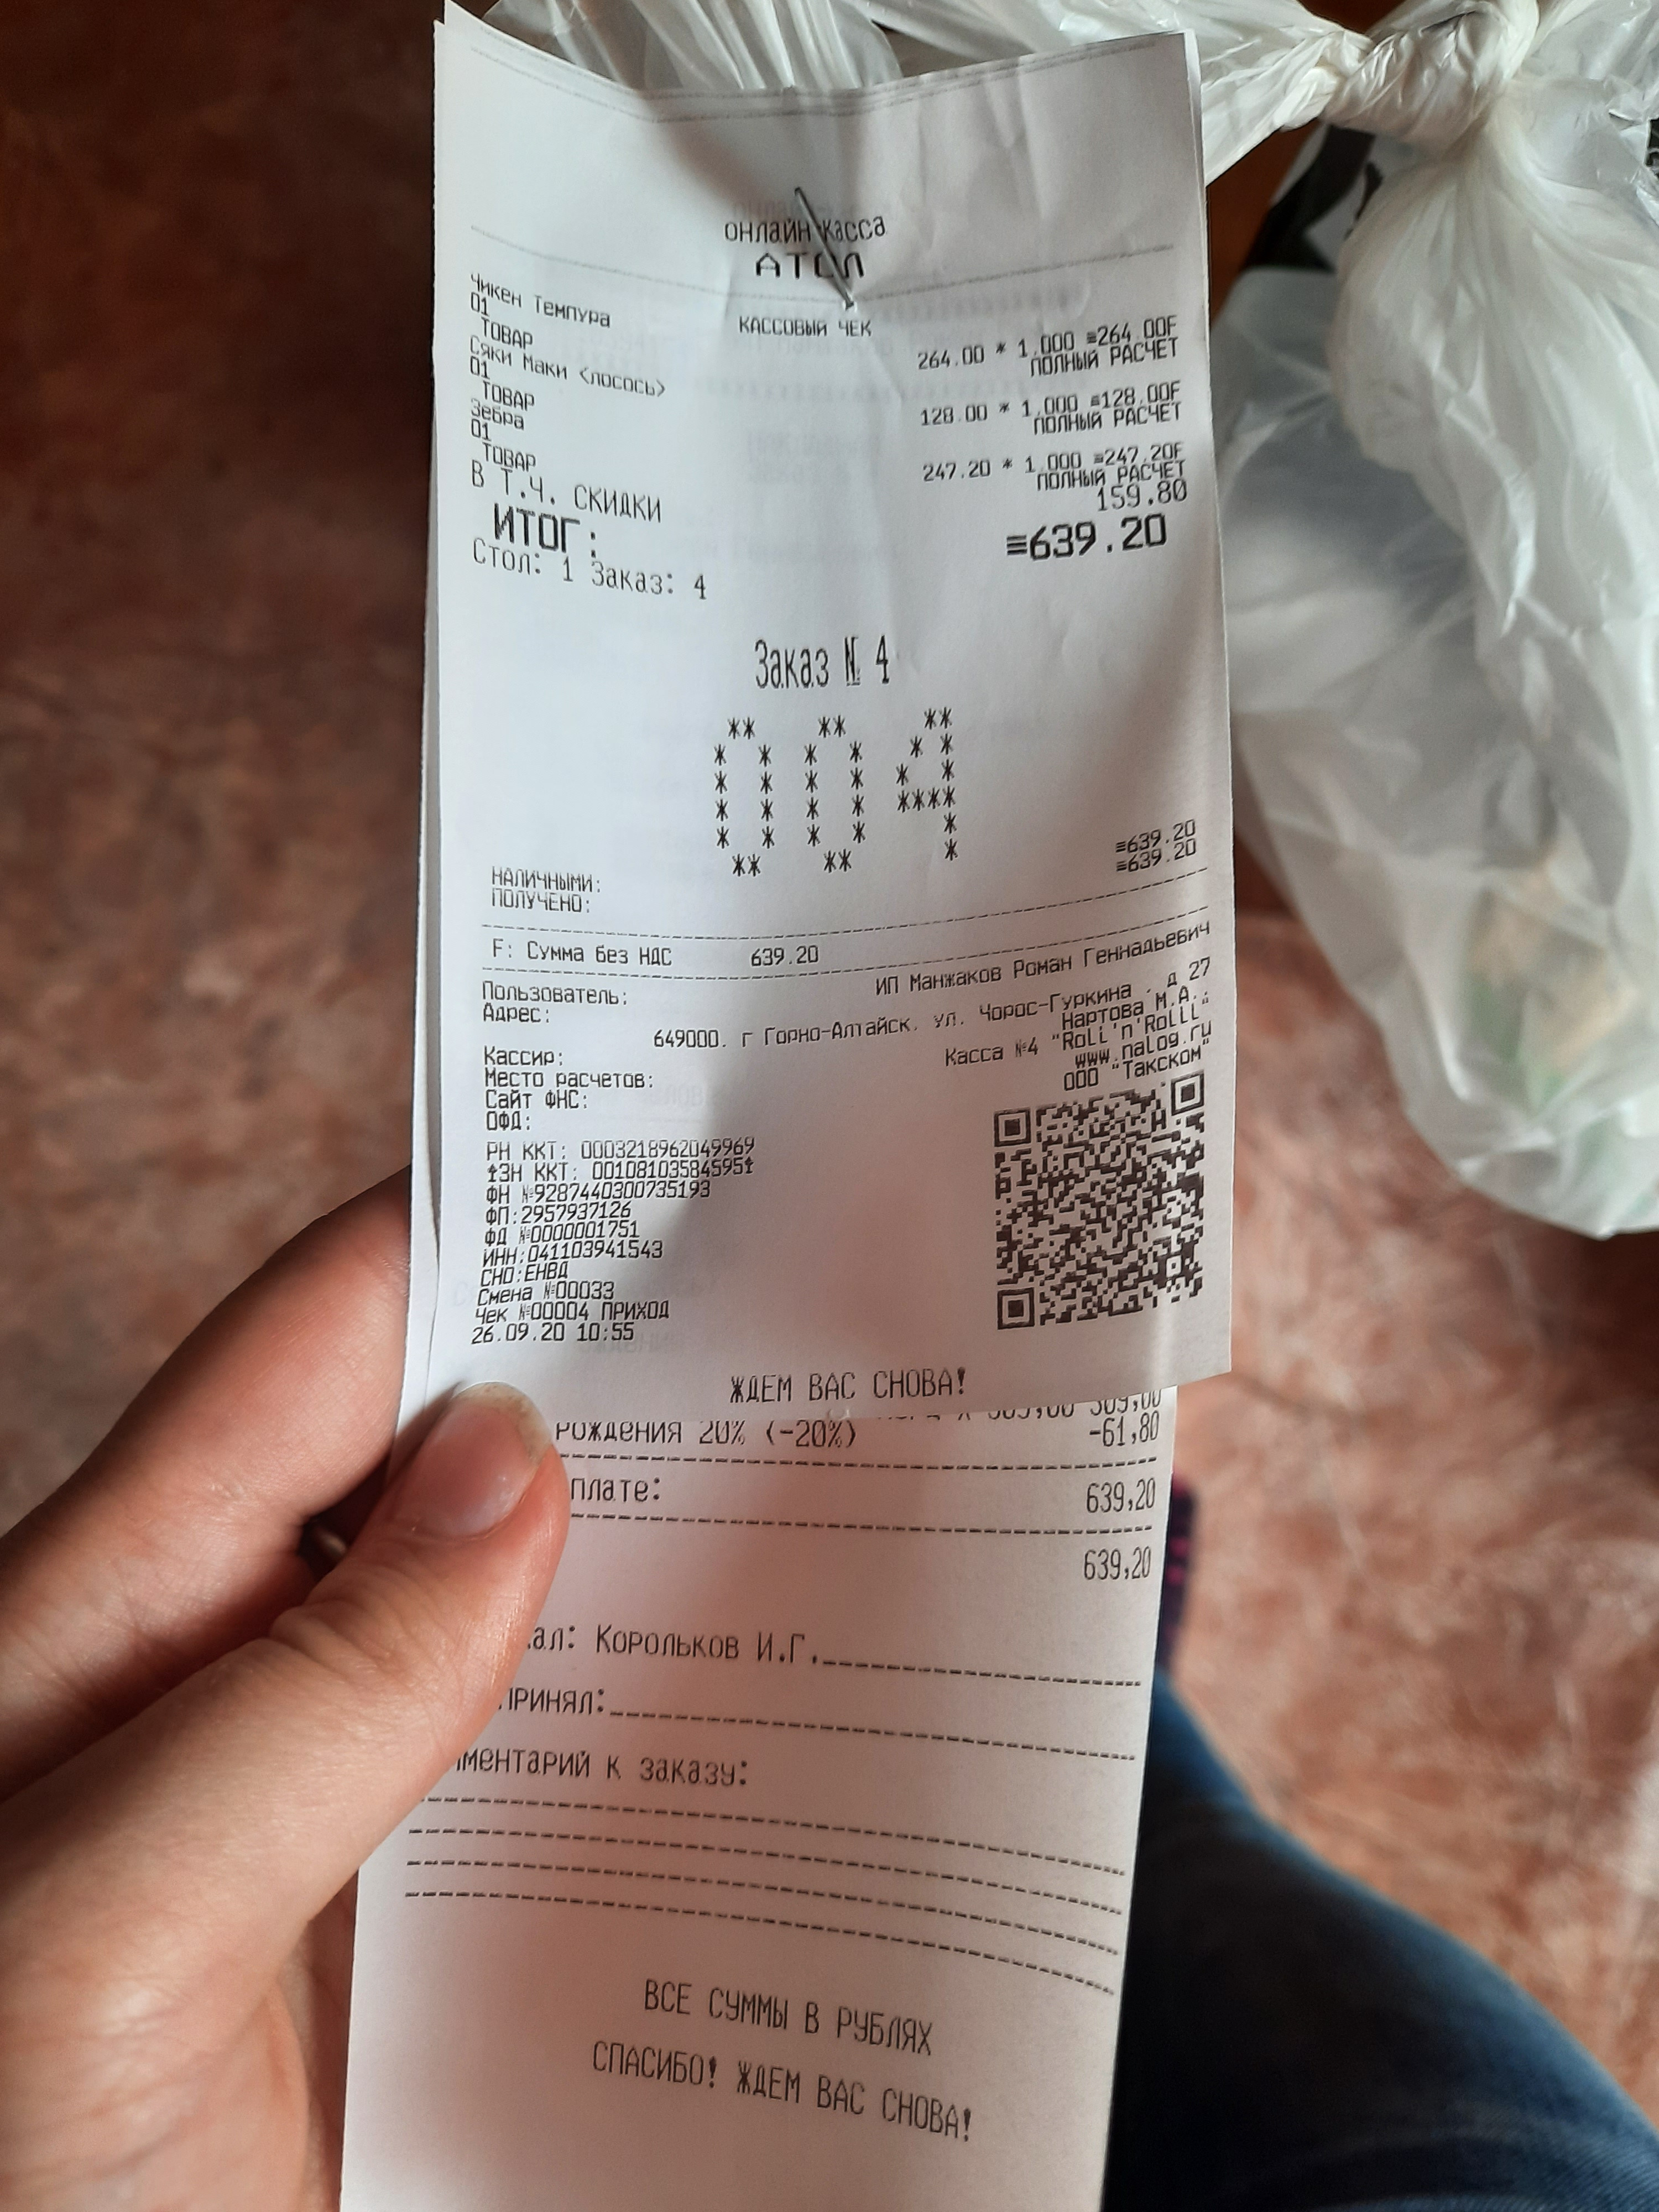 ОНЛАЙН КАССА
АТОЛ
КАССОВЫЙ ЧЕК
Чикен Темпура
01 264.00 * 1.000 ≡264.00F
ТОВАР ПОЛНЫЙ РАСЧЕТ
Сяки Маки <лосось>
01 128.00 * 1.000 ≡128.00F
ТОВАР ПОЛНЫЙ РАСЧЕТ
Зебра
01 247.20 * 1.000 ≡247.20F
ТОВАР ПОЛНЫЙ РАСЧЕТ
В Т.Ч. СКИДКИ 159.80
ИТОГ: ≡639.20
Стол: 1 Заказ: 4
Заказ № 4
004
НАЛИЧНЫМИ: ≡639.20
ПОЛУЧЕНО: ≡639.20
F: Сумма без НДС 639.20
Пользователь: ИП Манжаков Роман Геннадьевич
Адрес:
649000, г Горно-Алтайск, ул. Чорос-Гуркина , д 27
Кассир: Нартова М.А.
Место расчетов: Касса №4 "Roll'n'Rolll"
Сайт ФНС: www.nalog.ru
ОФД: ООО "Такском"
РН ККТ: 0003218962049969
ЗН ККТ: 00108103584595
ФН №9287440300735193
ФП:2957937126
ФД №0000001751
ИНН:041103941543
СНО:ЕНВД
Смена №00033
Чек №00004 ПРИХОД
26.09.20 10:55
ЖДЕМ ВАС СНОВА!
309,00
рождения 20% (-20%) -61,80
плате: 639,20
639,20
ал: Корольков И.Г.
принял:
ментарий к заказу:
ВСЕ СУММЫ В РУБЛЯХ
СПАСИБО! ЖДЕМ ВАС СНОВА!